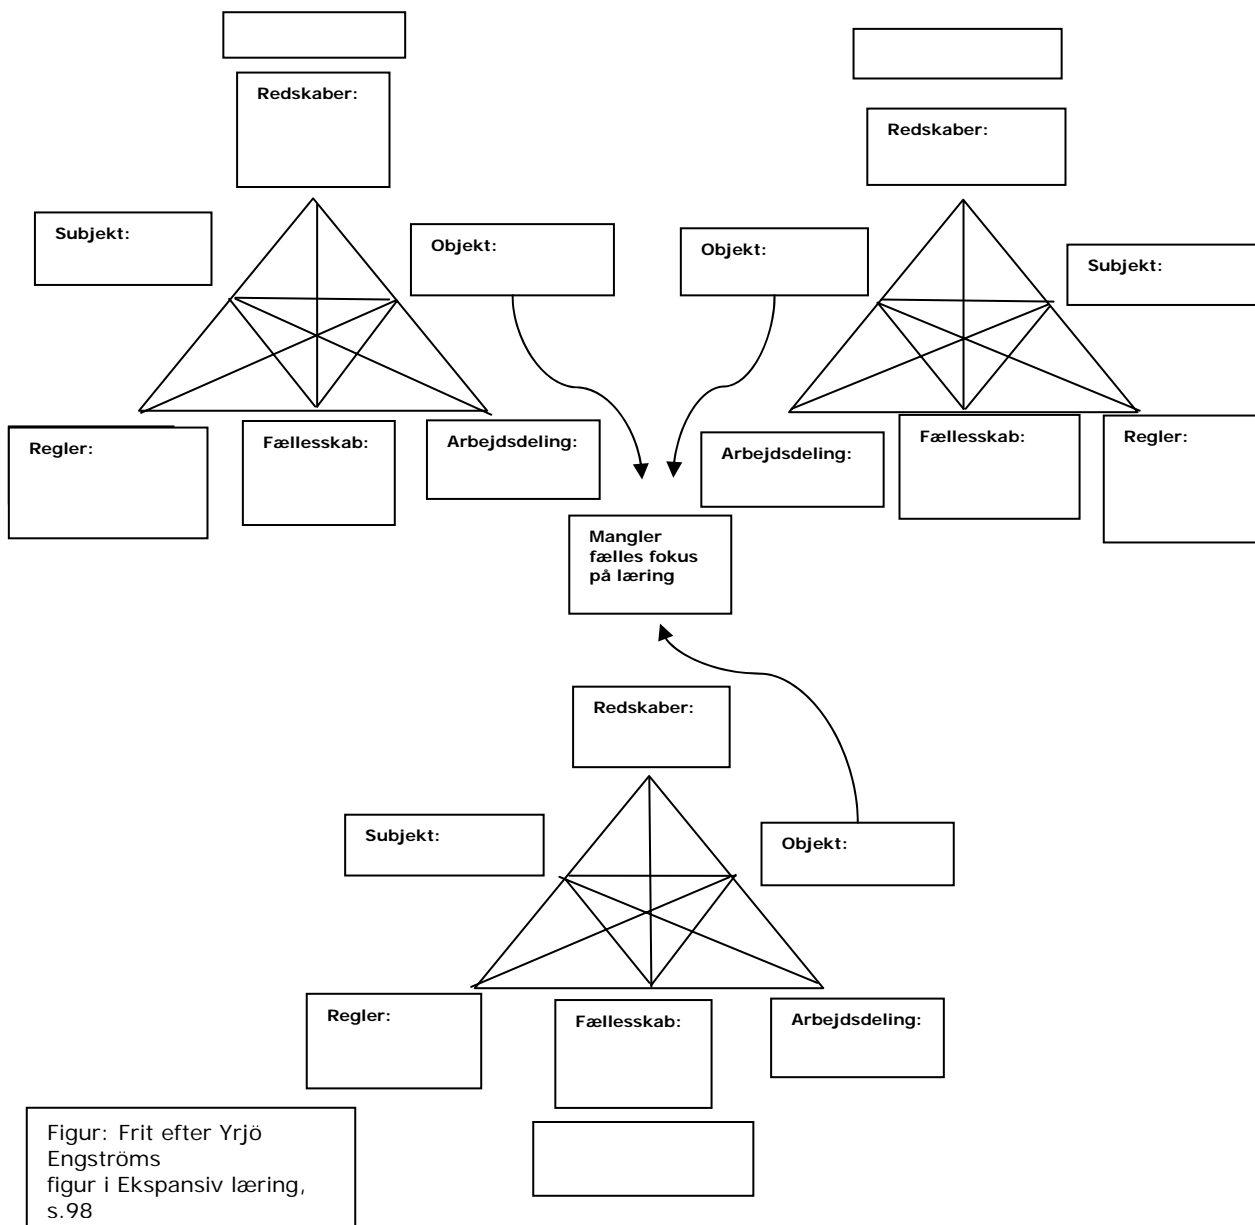 Redskaber:
Subjekt:
Objekt:
Regler:
Fællesskab:
Arbejdsdeling:
Redskaber:
Objekt:
Subjekt:
Arbejdsdeling:
Fællesskab:
Regler:
Mangler
fælles fokus
på læring
Redskaber:
Subjekt:
Objekt:
Regler:
Fællesskab:
Arbejdsdeling:
Figur: Frit efter Yrjö
Engströms
figur i Ekspansiv læring,
s.98